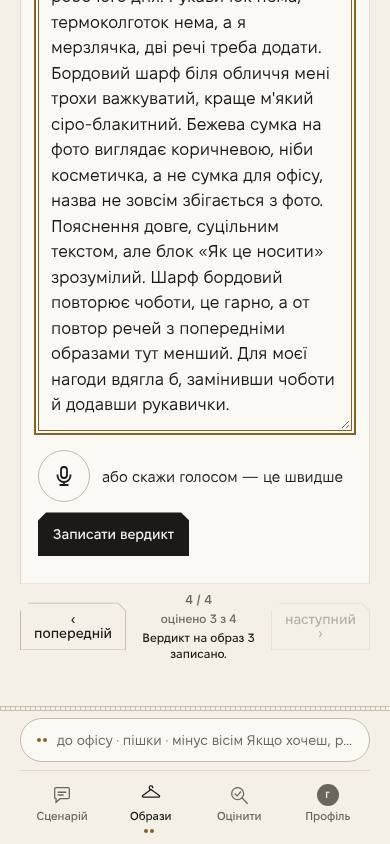 термоколготок нема, а я
мерзлячка, дві речі треба додати.
Бордовий шарф біля обличчя мені
трохи важкуватий, краще м'який
сіро-блакитний. Бежева сумка на
фото виглядає коричневою, ніби
косметичка, а не сумка для офісу,
назва не зовсім збігається з фото.
Пояснення довге, суцільним
текстом, але блок «Як це носити»
зрозумілий. Шарф бордовий
повторює чоботи, це гарно, а от
повтор речей з попередніми
образами тут менший. Для моєї
нагоди вдягла б, замінивши чоботи
й додавши рукавички.
або скажи голосом — це швидше
Записати вердикт
‹
попередній
4 / 4
оцінено 3 з 4
Вердикт на образ 3
записано.
наступний
›
до офісу · пішки · мінус вісім Якщо хочеш, р...
Сценарій
Образи
Оцінити
г
Профіль